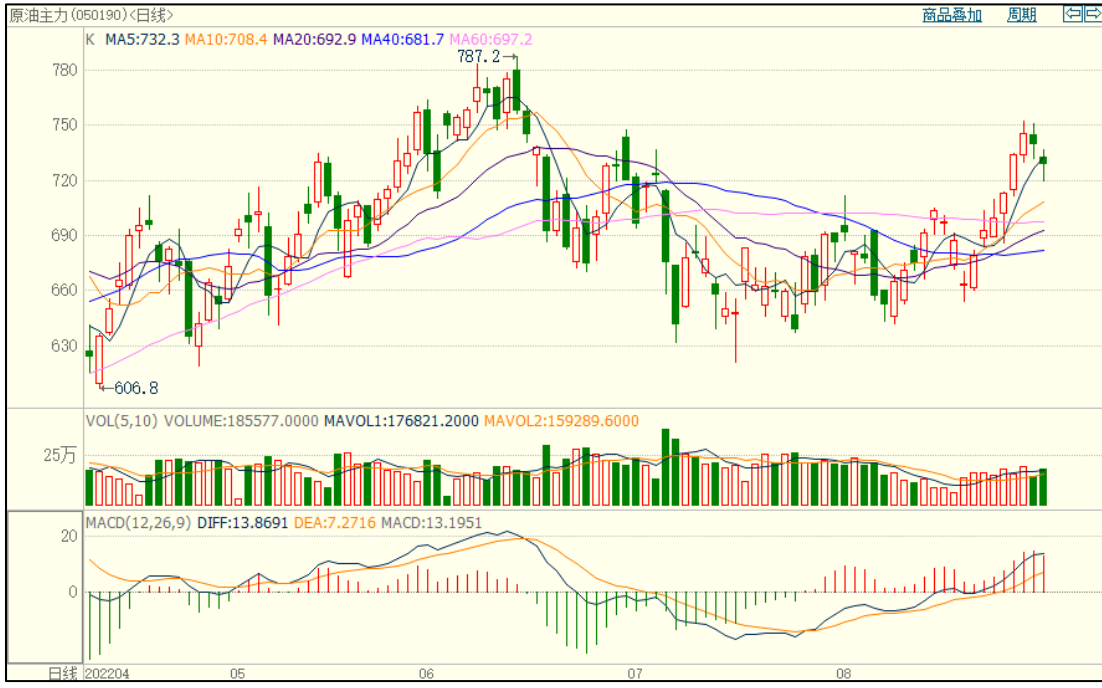 原油主力(050190)<日线> 商品叠加 周期
K MA5:732.3 MA10:708.4 MA20:692.9 MA40:681.7 MA60:697.2
787.2
780
750
720
690
660
630
606.8
VOL(5,10) VOLUME:185577.0000 MAVOL1:176821.2000 MAVOL2:159289.6000
25万
MACD(12,26,9) DIFF:13.8691 DEA:7.2716 MACD:13.1951
20
0
日线 202204 05 06 07 08